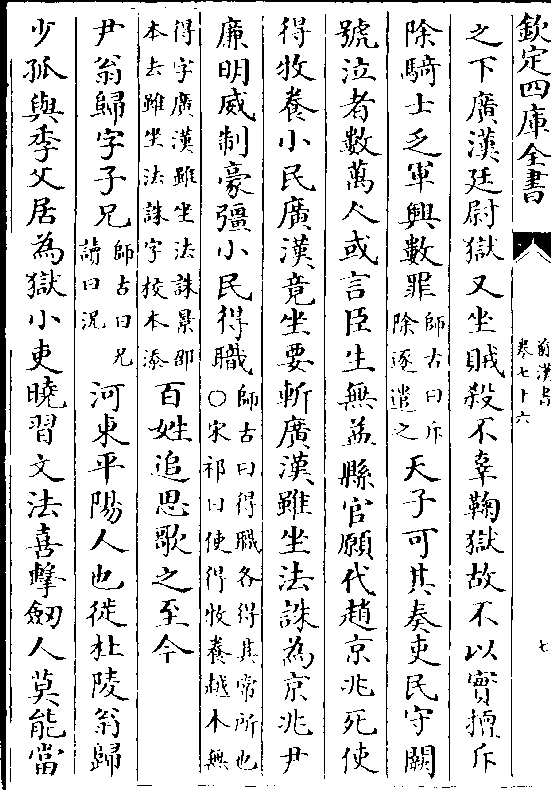 欽定四庫全書
前漢書
卷七十六
七
之下廣漢廷尉獄又坐賊殺不辜鞠獄故不以實擅斥
除騎士乏軍興數罪師古曰斥除逐遣之天子可其奏吏民守闕
號泣者數萬人或言臣生無益縣官願代趙京兆死使
得牧養小民廣漢竟坐要斬廣漢雖坐法誅為京兆尹
廉明威制豪彊小民得職師古曰得職各得其常所也○宋祁曰使得牧養越本無
得字廣漢雖坐法誅景卲本去雖坐法誅字校本添百姓追思歌之至今
尹翁歸字子兄師古曰兄讀曰況河東平陽人也徙杜陵翁歸
少孤與季父居為獄小吏曉習文法喜擊劒人莫能當